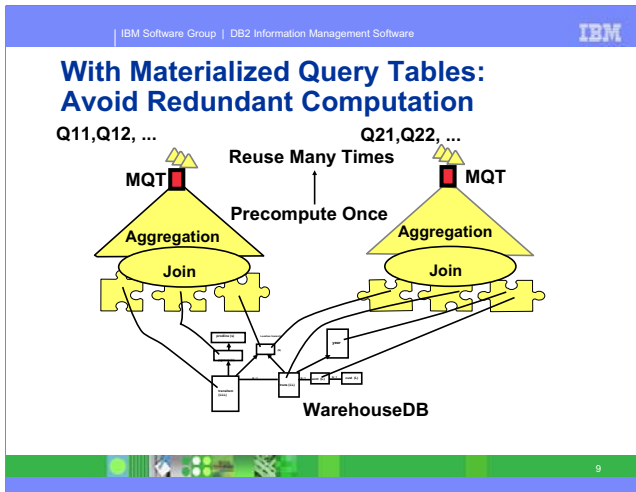 IBM Software Group | DB2 Information Management Software
IBM
With Materialized Query Tables:
Avoid Redundant Computation
Q11,Q12, ...
Q21,Q22, ...
Reuse Many Times
MQT
MQT
Precompute Once
Aggregation
Aggregation
Join
Join
year
WarehouseDB
9